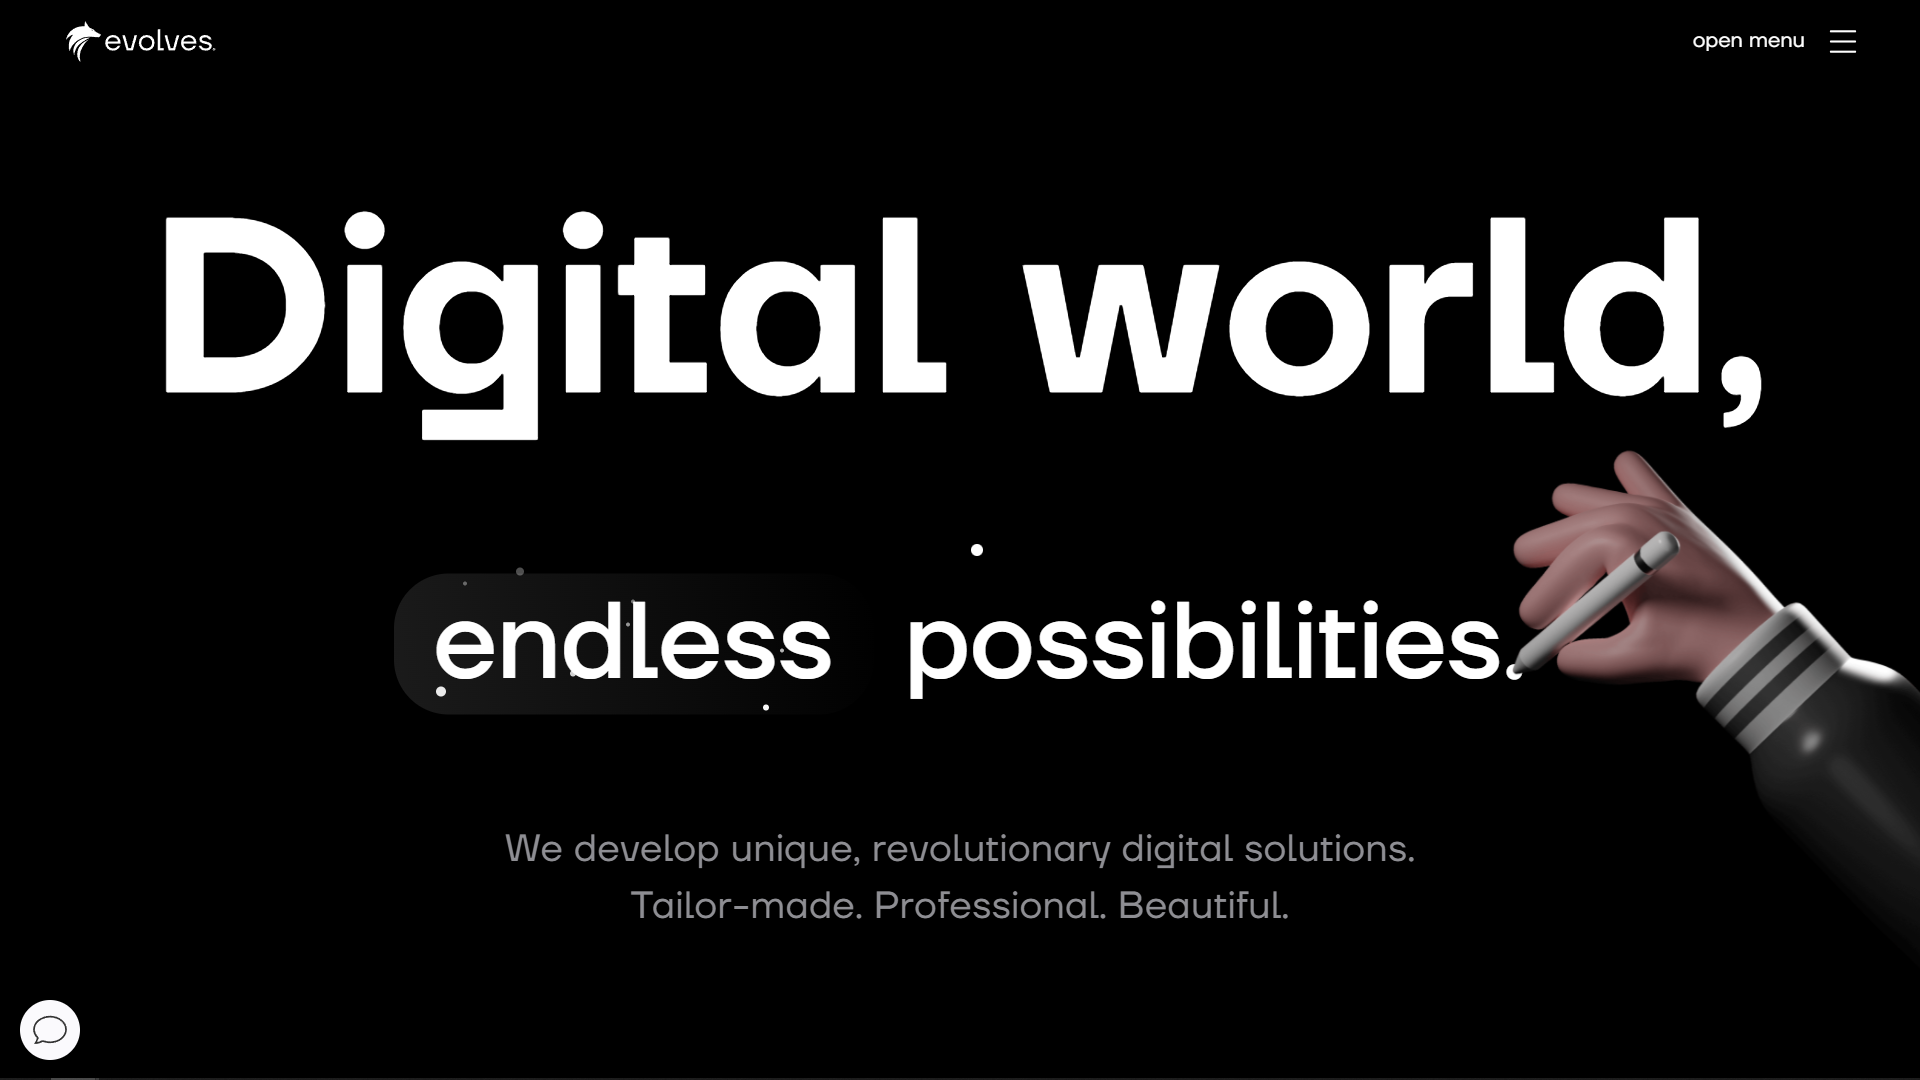 evolves.
open menu
Digital world,
endless possibilities.
We develop unique, revolutionary digital solutions.
Tailor-made. Professional. Beautiful.